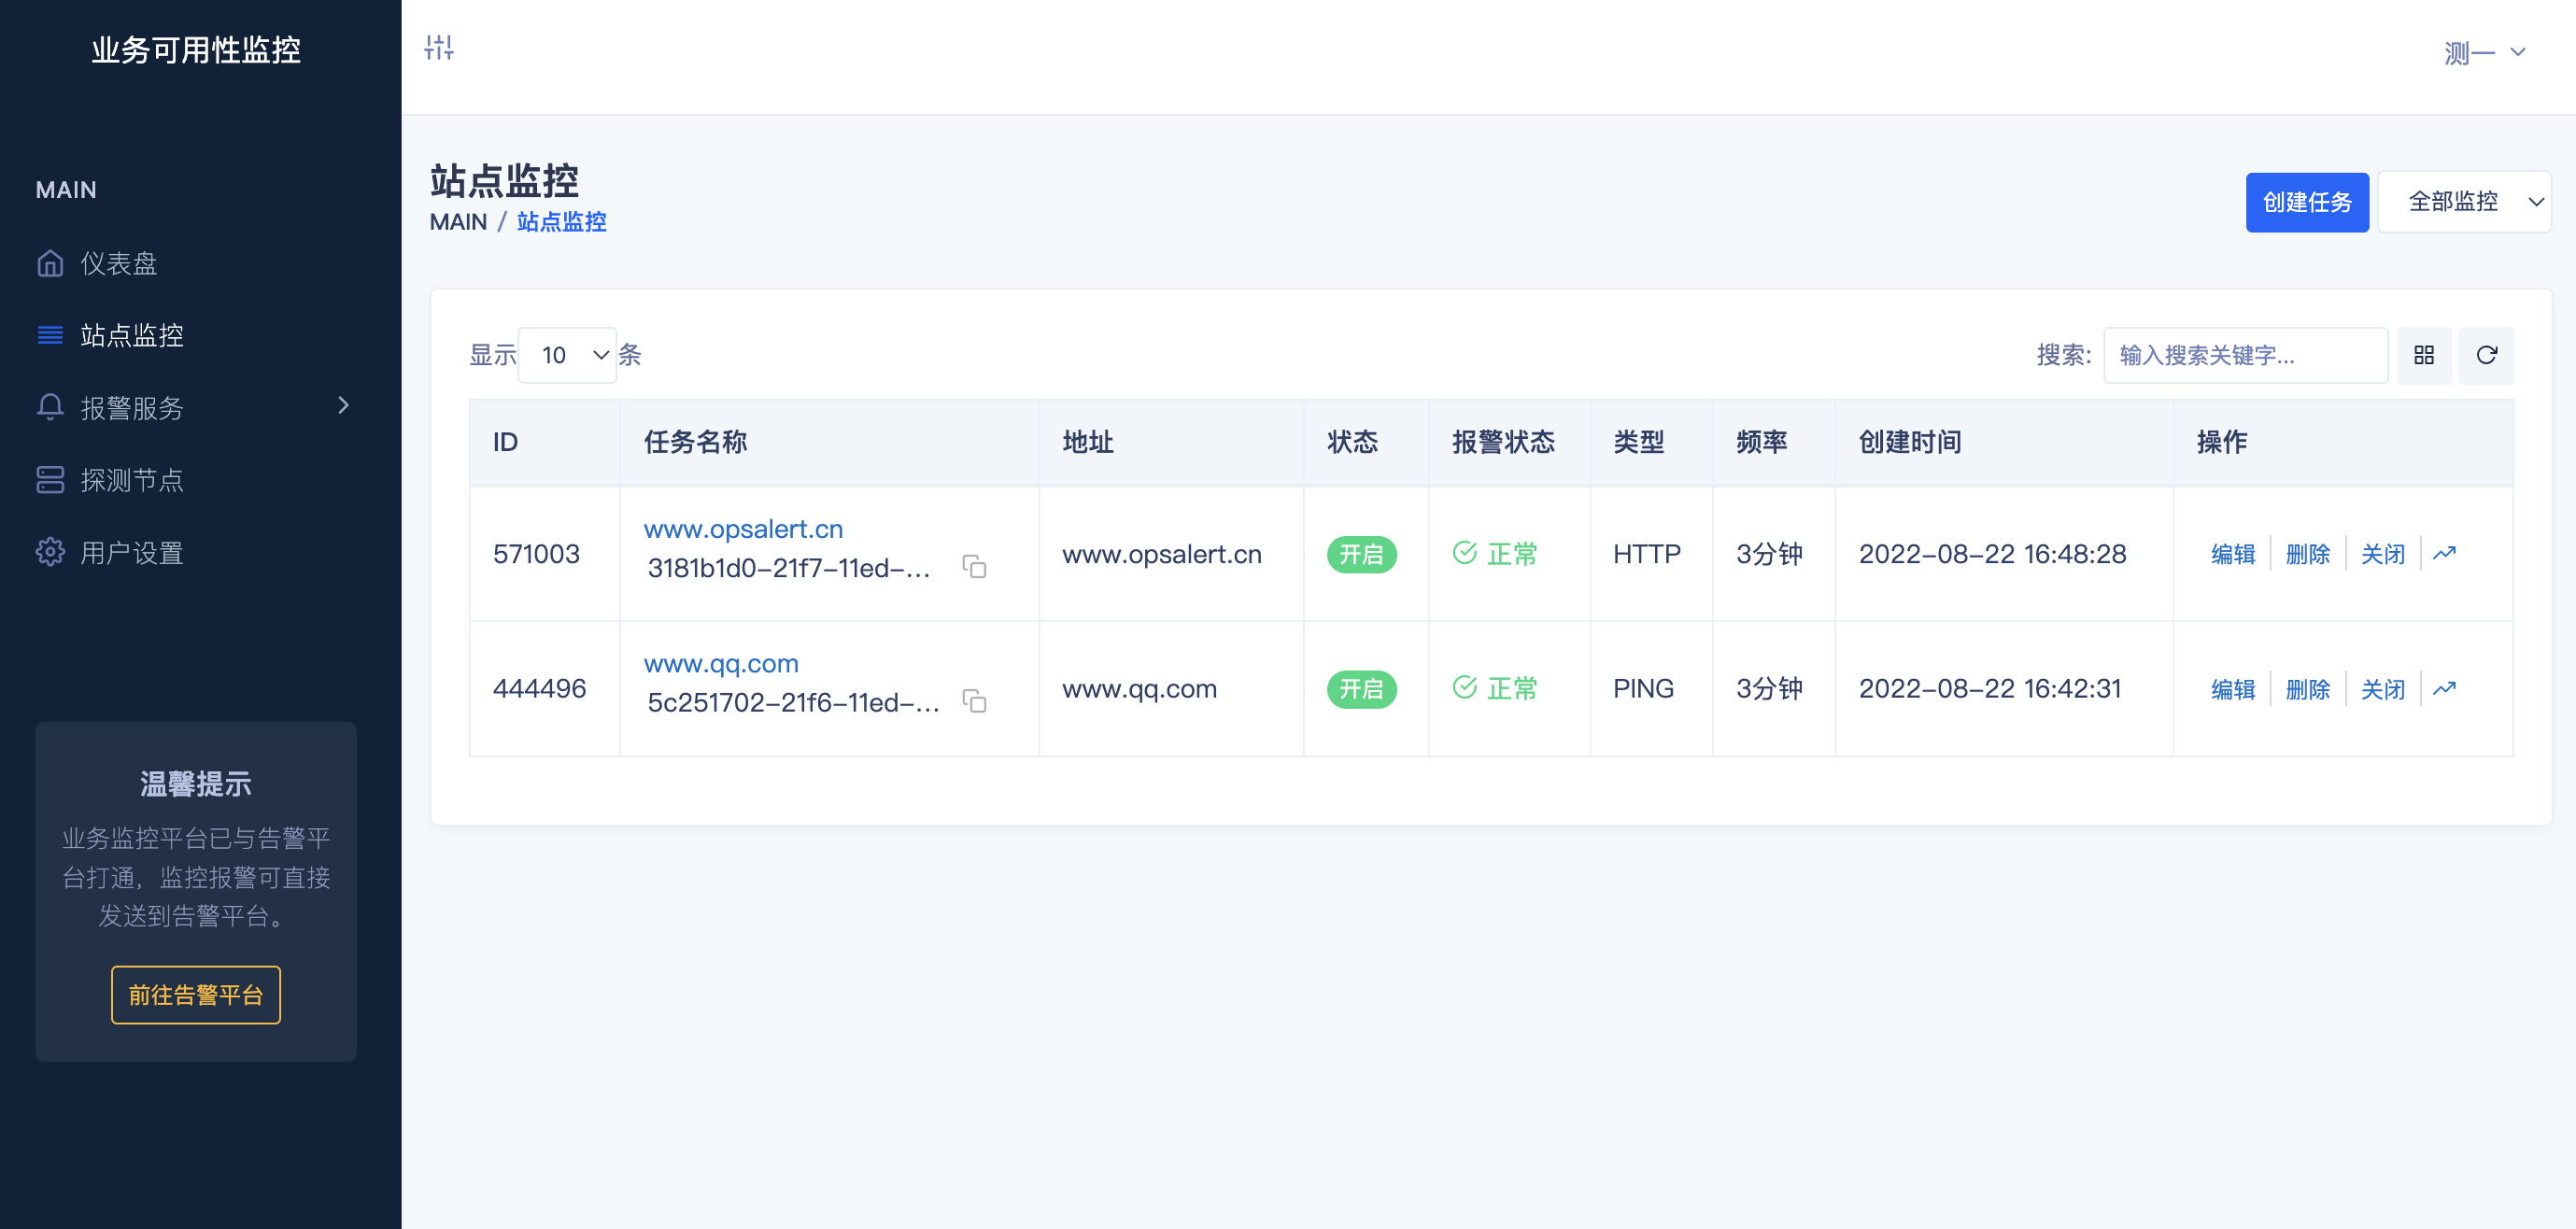 业务可用性监控
测一
MAIN
仪表盘
站点监控
报警服务
探测节点
用户设置
温馨提示
业务监控平台已与告警平
台打通，监控报警可直接
发送到告警平台。
前往告警平台
站点监控
MAIN / 站点监控
创建任务 全部监控
显示 10 条 搜索: 输入搜索关键字...
ID 任务名称 地址 状态 报警状态 类型 频率 创建时间 操作
571003 www.opsalert.cn www.opsalert.cn 开启 正常 HTTP 3分钟 2022-08-22 16:48:28 编辑 删除 关闭
3181b1d0-21f7-11ed-...
444496 www.qq.com www.qq.com 开启 正常 PING 3分钟 2022-08-22 16:42:31 编辑 删除 关闭
5c251702-21f6-11ed-...